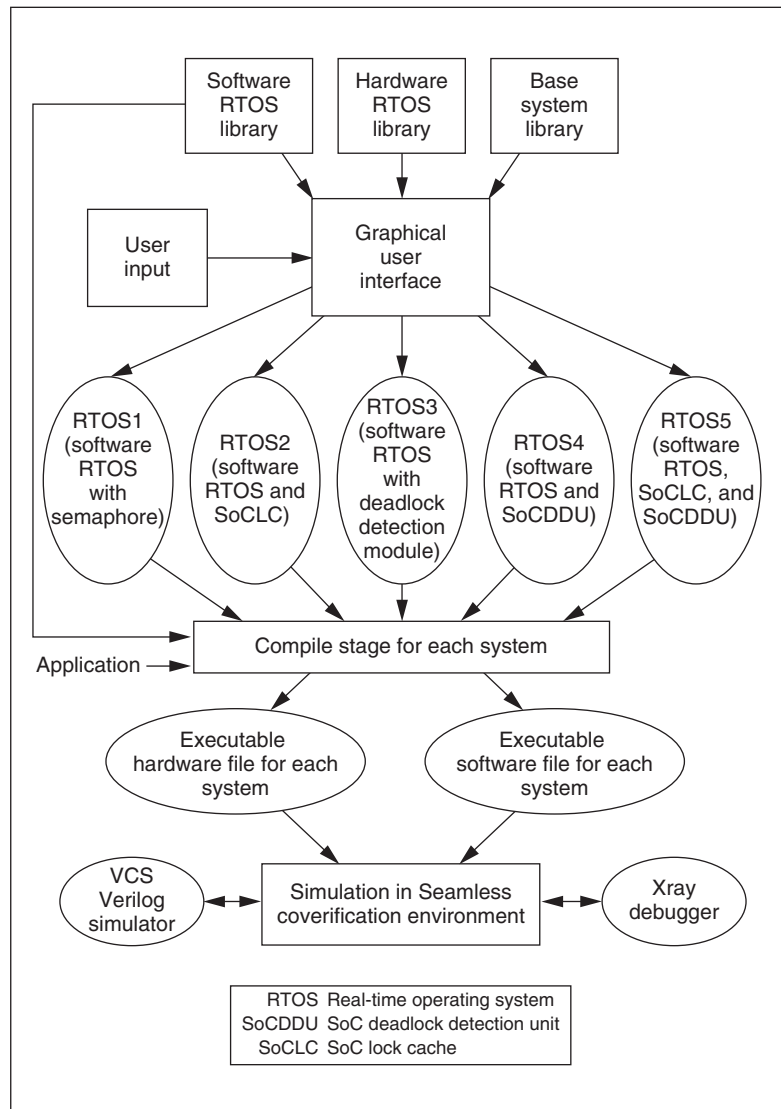 Software
RTOS
library
Hardware
RTOS
library
Base
system
library
User
input
Graphical
user
interface
RTOS1
(software
RTOS
with
semaphore)
RTOS2
(software
RTOS and
SoCLC)
RTOS3
(software
RTOS
with
deadlock
detection
module)
RTOS4
(software
RTOS and
SoCDDU)
RTOS5
(software
RTOS,
SoCLC, and
SoCDDU)
Compile stage for each system
Application
Executable
hardware file for each
system
Executable
software file for each
system
VCS
Verilog
simulator
Simulation in Seamless
coverification environment
Xray
debugger
RTOS Real-time operating system
SoCDDU SoC deadlock detection unit
SoCLC SoC lock cache